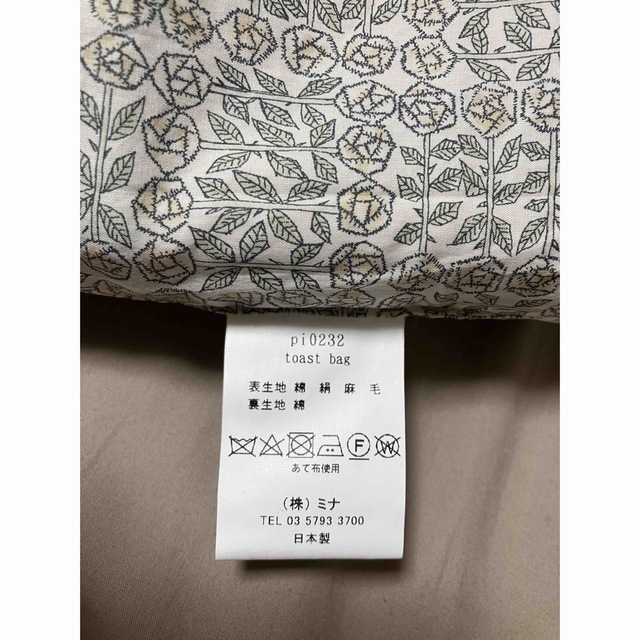 pi0232
toast bag
表生地 綿 絹 麻 毛
裏生地 綿
F W
あて布使用
(株)ミナ
TEL 03 5793 3700
日本製